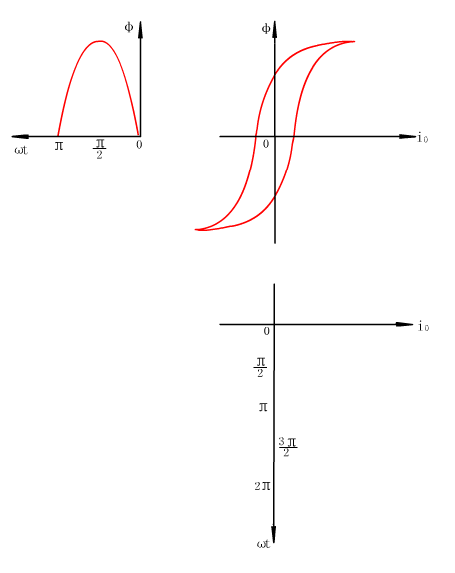 ϕ
ωt π π/2 0
ϕ
0 i₀
0 i₀
π/2
π
3π/2
2π
ωt